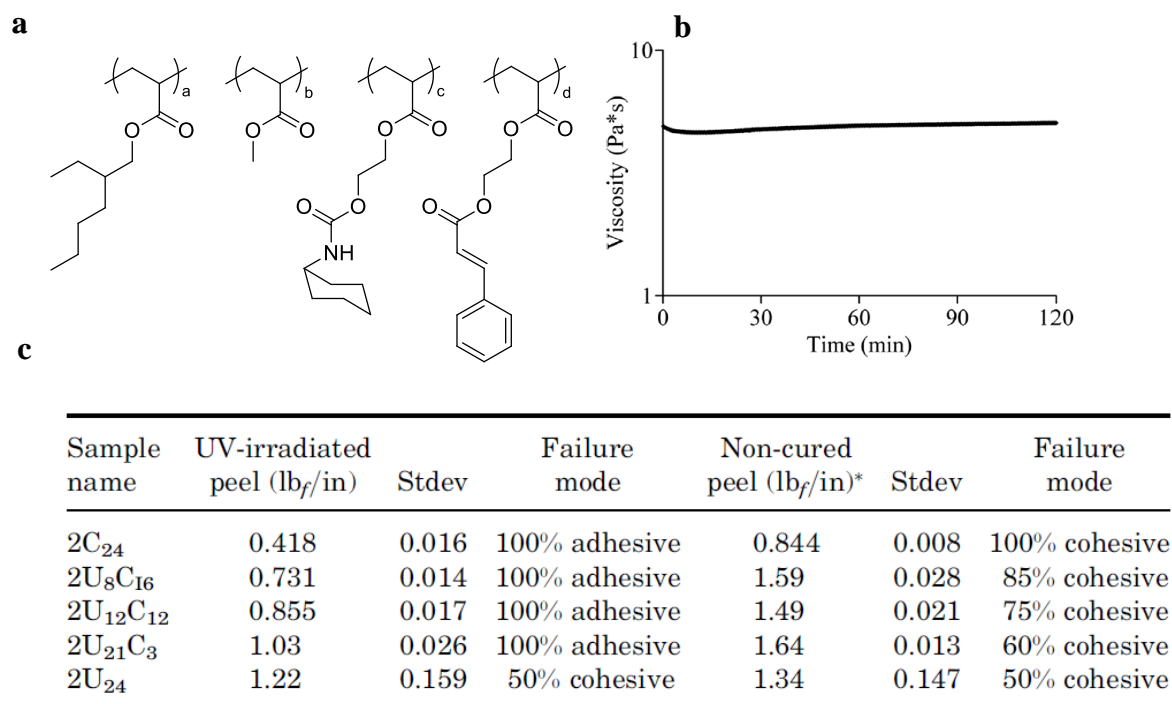 a
b
a
b
c
d
O
O
O
O
O
O
O
O
O
O
O
O
NH
10
1
Viscosity (Pa*s)
0
30
60
90
120
Time (min)
c
Sample UV-irradiated Failure Non-cured Failure
name peel (lbf/in) Stdev mode peel (lbf/in)* Stdev mode
2C24 0.418 0.016 100% adhesive 0.844 0.008 100% cohesive
2U8CI6 0.731 0.014 100% adhesive 1.59 0.028 85% cohesive
2U12C12 0.855 0.017 100% adhesive 1.49 0.021 75% cohesive
2U21C3 1.03 0.026 100% adhesive 1.64 0.013 60% cohesive
2U24 1.22 0.159 50% cohesive 1.34 0.147 50% cohesive